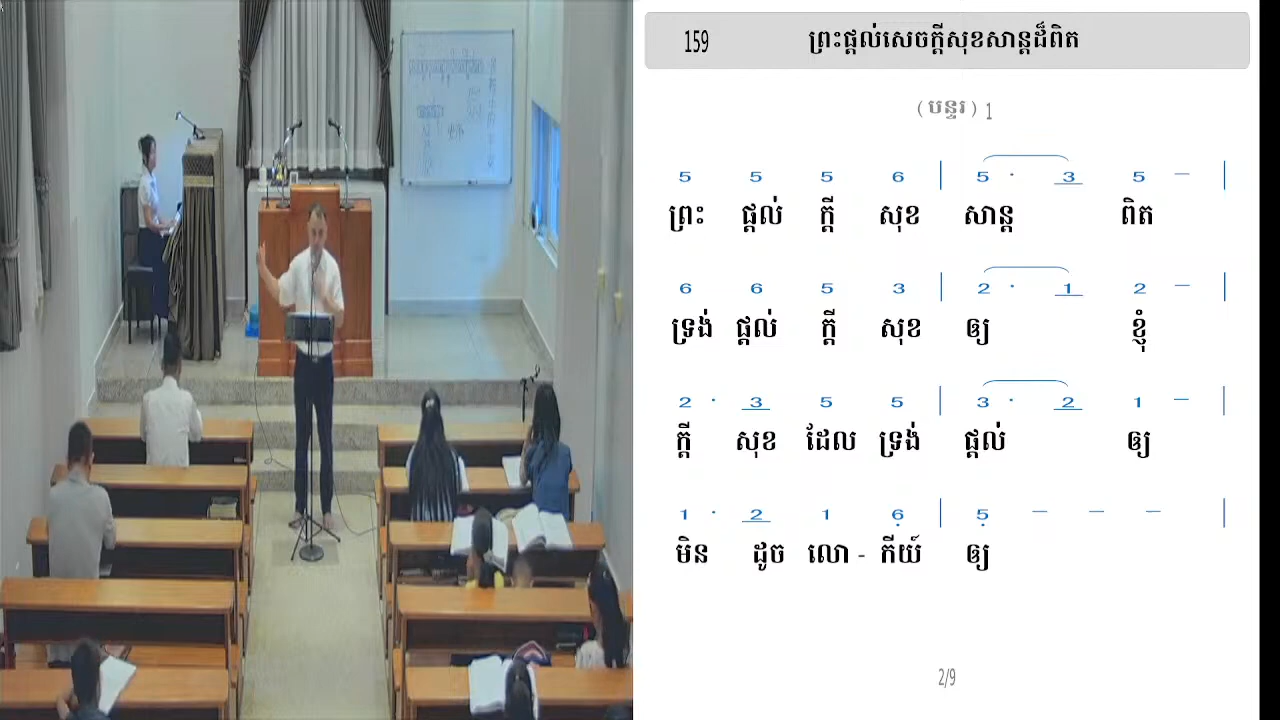 159 ព្រះផ្តល់សេចក្តីសុខសាន្តដ៏ពិត
(បន្ទរ) 1
5 5 5 6 | 5 · 3 5 — |
ព្រះ ផ្តល់ ក្តី សុខ សាន្ត ពិត
6 6 5 3 | 2 · 1 2 — |
ទ្រង់ ផ្តល់ ក្តី សុខ ឲ្យ ខ្ញុំ
2 · 3 5 5 | 3 · 2 1 — |
ក្តី សុខ ដែល ទ្រង់ ផ្តល់ ឲ្យ
1 · 2 1 6 | 5 — — — |
មិន ដូច លោ - កីយ៍ ឲ្យ
2/9